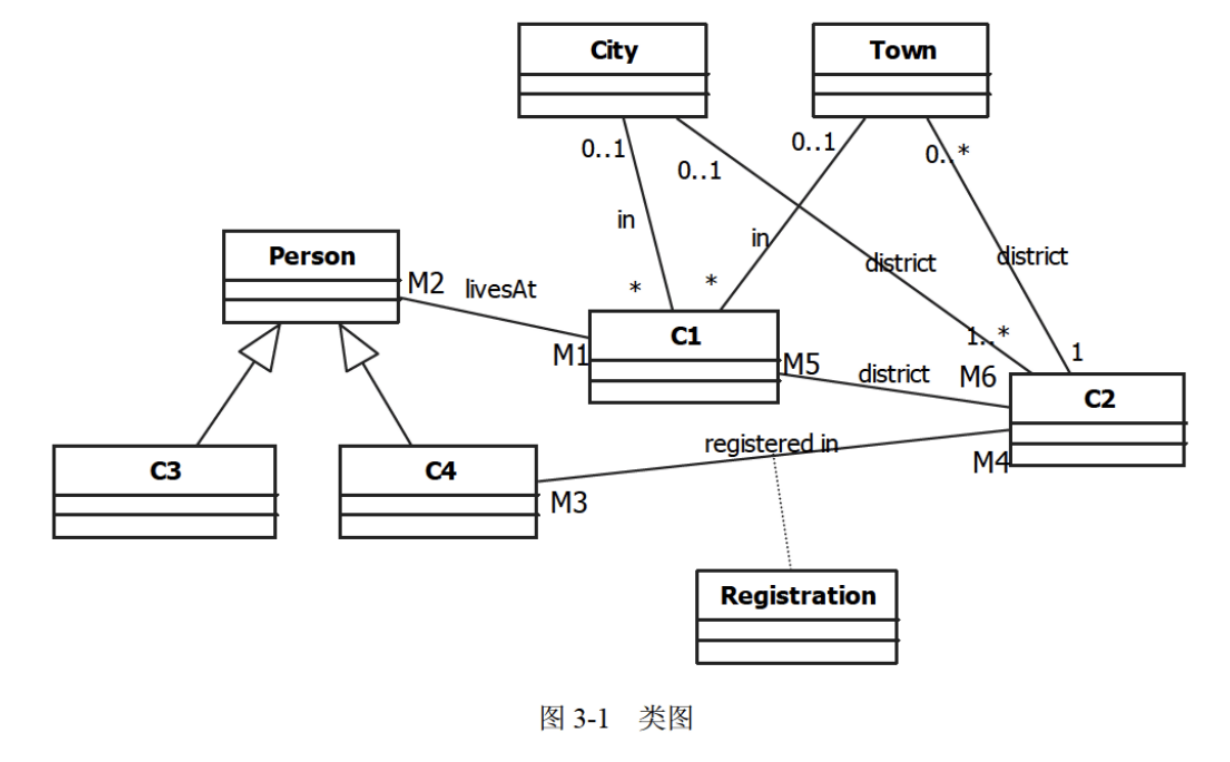 City
Town
0..1
0..1
0..1
0..*
in
in
district
district
Person
M2
livesAt
*
*
C1
1..*
1
M1
M5
district
M6
C2
registered in
M4
C3
C4
M3
Registration
图 3-1 类图